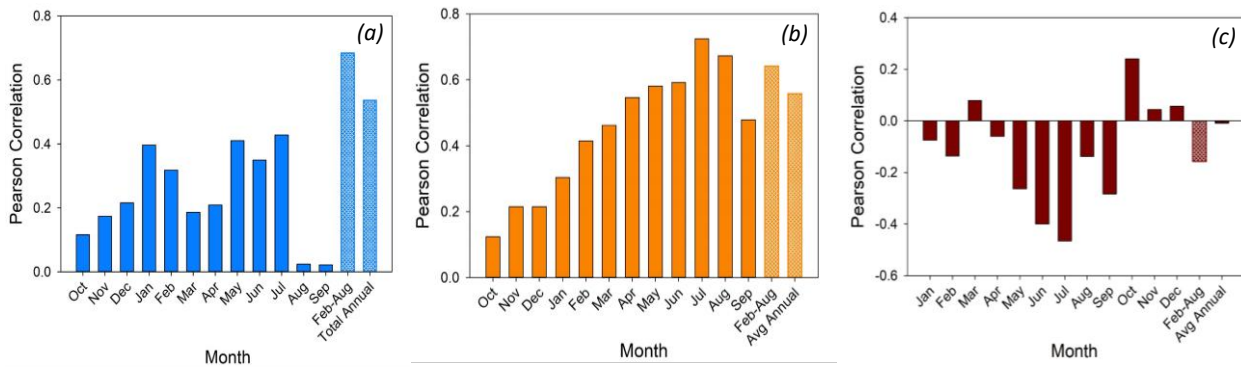 (a)
Pearson Correlation
0.8
0.6
0.4
0.2
0.0
Oct Nov Dec Jan Feb Mar Apr May Jun Jul Aug Sep Feb-Aug Total Annual
Month
(b)
Pearson Correlation
0.8
0.6
0.4
0.2
0.0
Oct Nov Dec Jan Feb Mar Apr May Jun Jul Aug Sep Feb-Aug Avg Annual
Month
(c)
Pearson Correlation
0.4
0.2
0.0
-0.2
-0.4
-0.6
Jan Feb Mar Apr May Jun Jul Aug Sep Oct Nov Dec Feb-Aug Avg Annual
Month